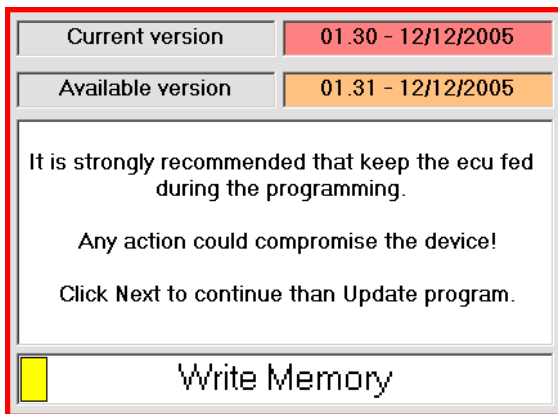 Current version 01.30 - 12/12/2005
Available version 01.31 - 12/12/2005
It is strongly recommended that keep the ecu fed
during the programming.
Any action could compromise the device!
Click Next to continue than Update program.
Write Memory